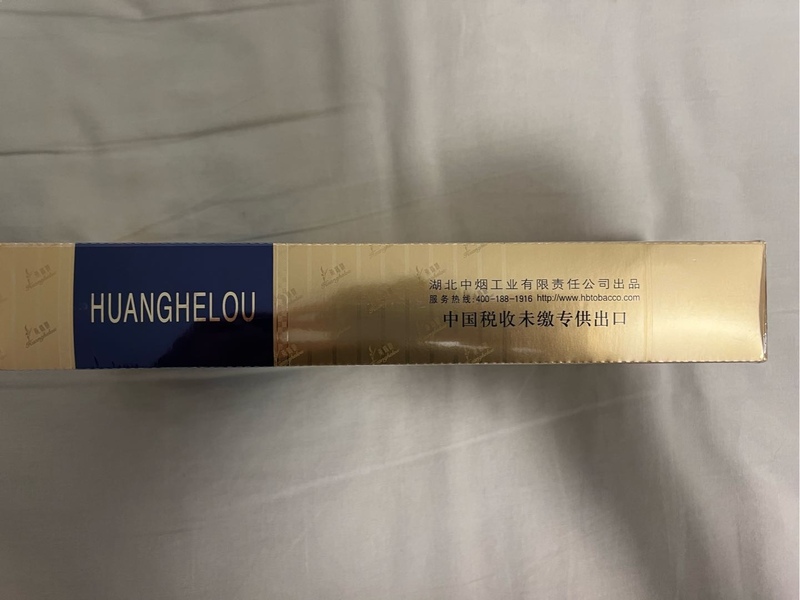 HUANGHELOU
湖北中烟工业有限责任公司出品
服务热线:400-188-1916 http://www.hbtobacco.com
中国税收未缴专供出口